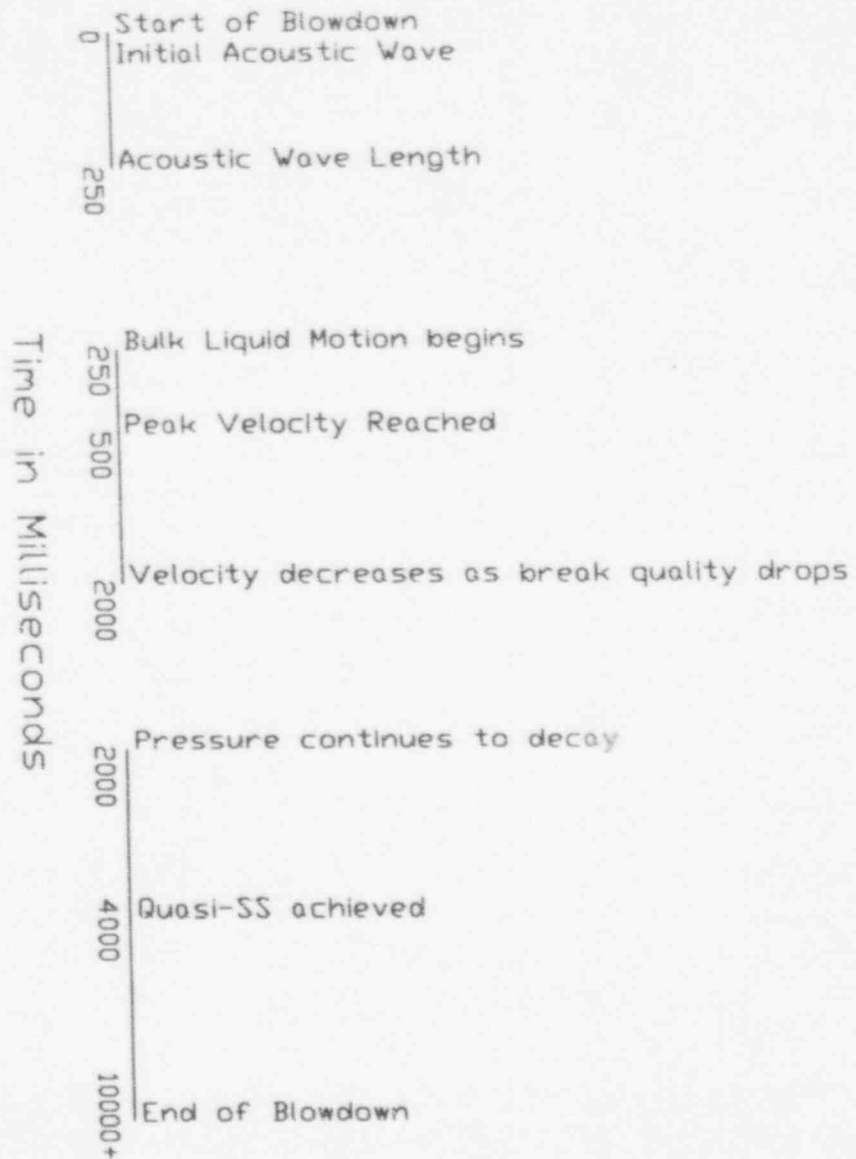 Start of Blowdown
0
Initial Acoustic Wave
Acoustic Wave Length
250
Bulk Liquid Motion begins
250
Peak Velocity Reached
500
Velocity decreases as break quality drops
2000
Pressure continues to decay
2000
Quasi-SS achieved
4000
End of Blowdown
10000+
Time in Milliseconds